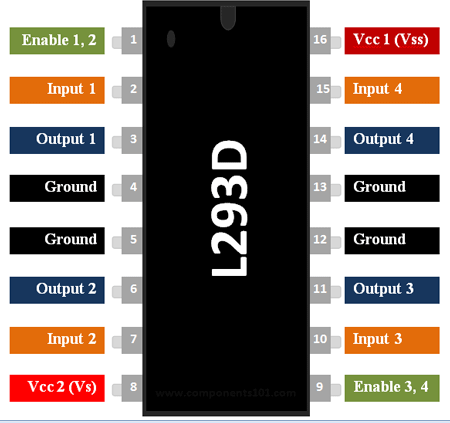 Enable 1, 2 1 16 Vcc 1 (Vss)
Input 1 2 15 Input 4
Output 1 3 14 Output 4
Ground 4 13 Ground
L293D
Ground 5 12 Ground
Output 2 6 11 Output 3
Input 2 7 10 Input 3
Vcc 2 (Vs) 8 9 Enable 3, 4
www.components101.com